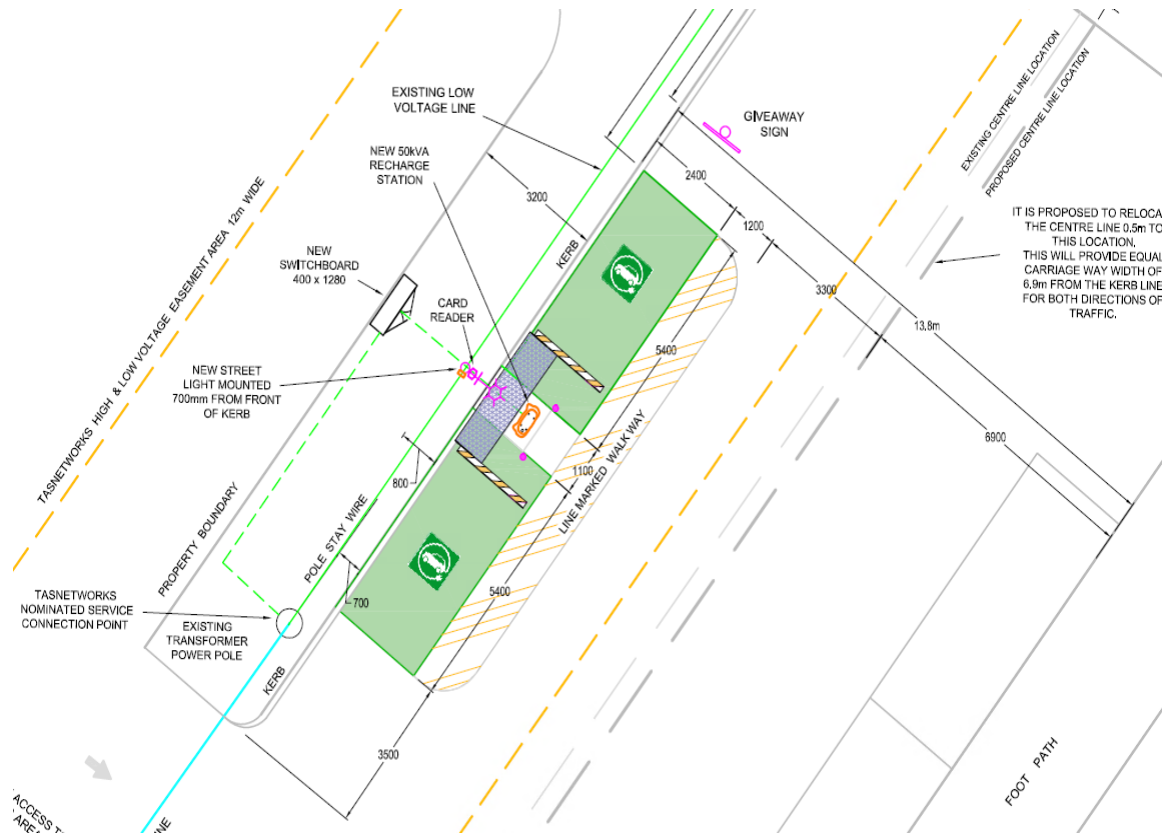 EXISTING LOW
VOLTAGE LINE
GIVEAWAY
SIGN
EXISTING CENTRE LINE LOCATION
PROPOSED CENTRE LINE LOCATION
NEW 50kVA
RECHARGE
STATION
2400
3200
1200
KERB
IT IS PROPOSED TO RELOCA
THE CENTRE LINE 0.5m TO
THIS LOCATION.
THIS WILL PROVIDE EQUAL
CARRIAGE WAY WIDTH OF
6.9m FROM THE KERB LINE
FOR BOTH DIRECTIONS OF
TRAFFIC.
TASNETWORKS HIGH & LOW VOLTAGE EASEMENT AREA 12m WIDE
NEW
SWITCHBOARD
400 x 1280
CARD
READER
3300
13,8m
5400
NEW STREET
LIGHT MOUNTED
700mm FROM FRONT
OF KERB
6900
800
1100
LINE MARKED WALK WAY
PROPERTY BOUNDARY
POLE STAY WIRE
5400
700
TASNETWORKS
NOMINATED SERVICE
CONNECTION POINT
EXISTING
TRANSFORMER
POWER POLE
KERB
3500
FOOT PATH
ACCESS T
AREA
INE